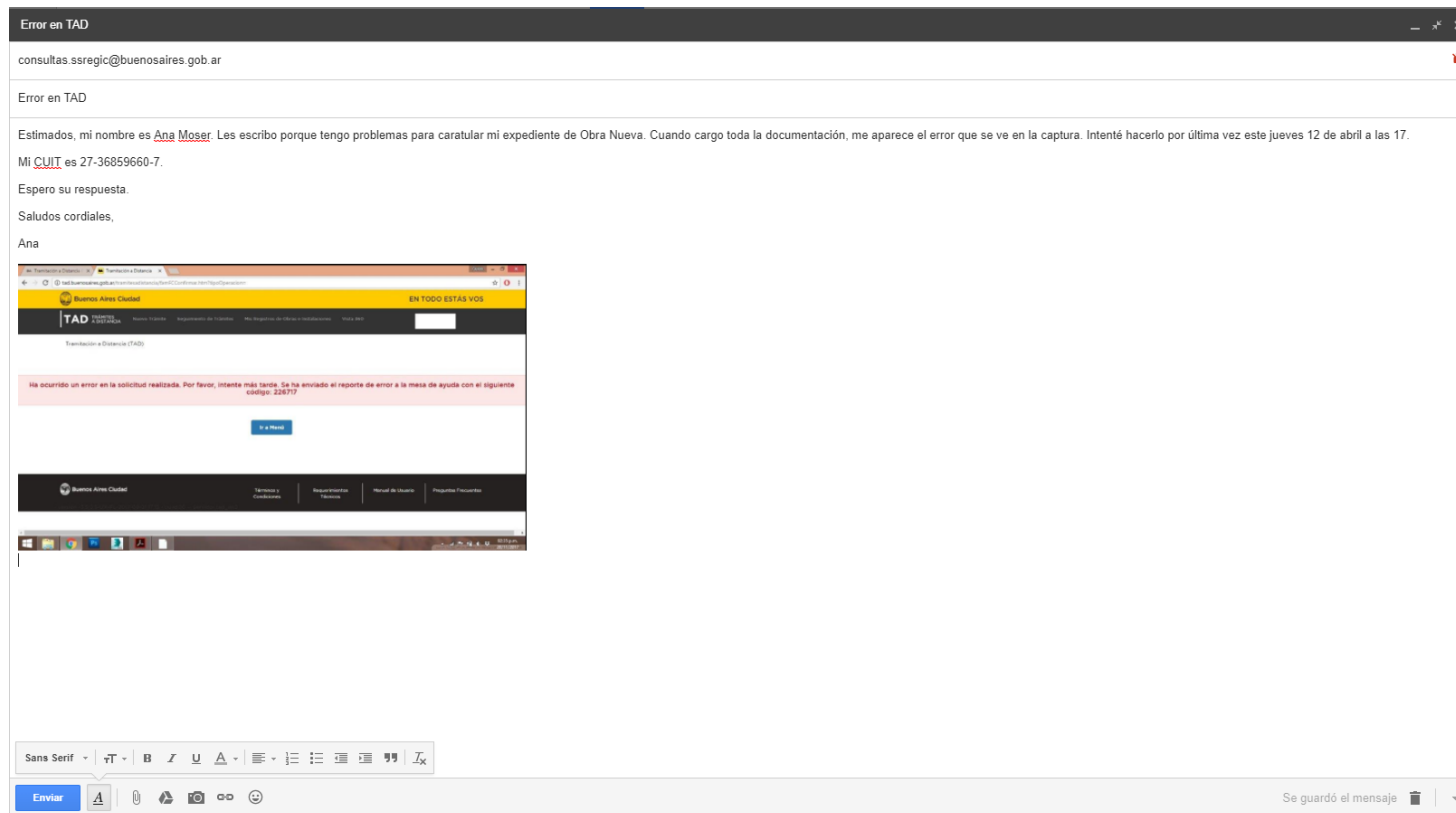 Error en TAD
consultas.ssregic@buenosaires.gob.ar
Error en TAD
Estimados, mi nombre es Ana Moser. Les escribo porque tengo problemas para caratular mi expediente de Obra Nueva. Cuando cargo toda la documentación, me aparece el error que se ve en la captura. Intenté hacerlo por última vez este jueves 12 de abril a las 17.
Mi CUIT es 27-36859660-7.
Espero su respuesta.
Saludos cordiales,
Ana
Tramitación a Distancia Tramitación a Distancia
Buenos Aires Ciudad EN TODO ESTÁS VOS
TAD TRÁMITES A DISTANCIA
Tramitación a Distancia (TAD)
Ha ocurrido un error en la solicitud realizada. Por favor, intente más tarde. Se ha enviado el reporte de error a la mesa de ayuda con el siguiente
código: 226717
Ir a Menú
Buenos Aires Ciudad Términos y Condiciones Requerimientos Técnicos Manual de Usuario Preguntas Frecuentes
Sans Serif
Enviar Se guardó el mensaje